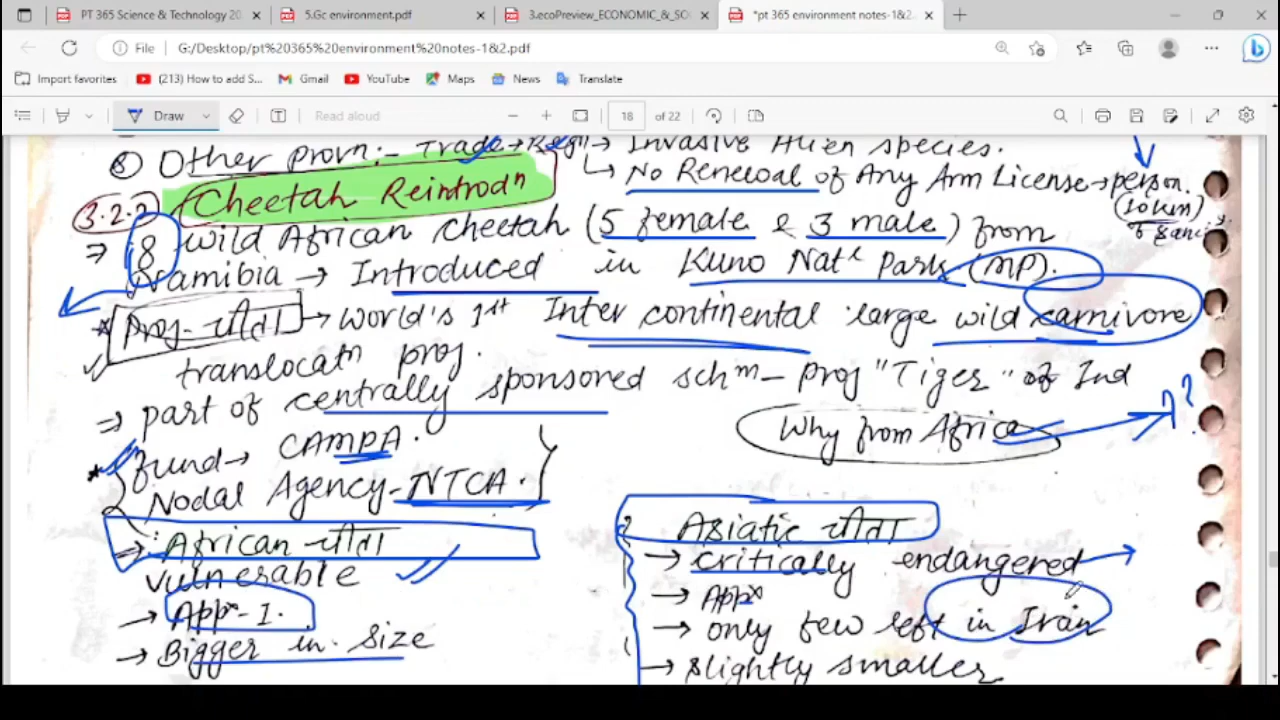 PT 365 Science & Technology 20
5.Gc environment.pdf
3.ecoPreview_ECONOMIC_&_SO
*pt 365 environment notes-1&2.
File G:/Desktop/pt%20365%20environment%20notes-1&2.pdf
Import favorites
(213) How to add S...
Gmail
YouTube
Maps
News
Translate
Draw
Read aloud
18 of 22
⑧ Other provn:- Trade → Regn → Invasive Alien species.
↳ No Renewal of Any Arm License → person.
(10 km)
3.2.2 Cheetah Reintrodn
⇒ 8 wild African cheetah (5 female & 3 male) from
Namibia → Introduced in Kuno Natl Park (MP).
* Proj-चीता → World's 1st Inter continental large wild carnivore
translocatn proj.
⇒ part of centrally sponsored schm - proj "Tiger" of Ind
Why from Africa → ?
* fund → CAMPA.
Nodal Agency - NTCA.
⇒ African चीता
vulnerable
→ Appx-I.
→ Bigger in size
Asiatic चीता
→ critically endangered
→ Appx
→ only few left in Iran
→ slightly smaller